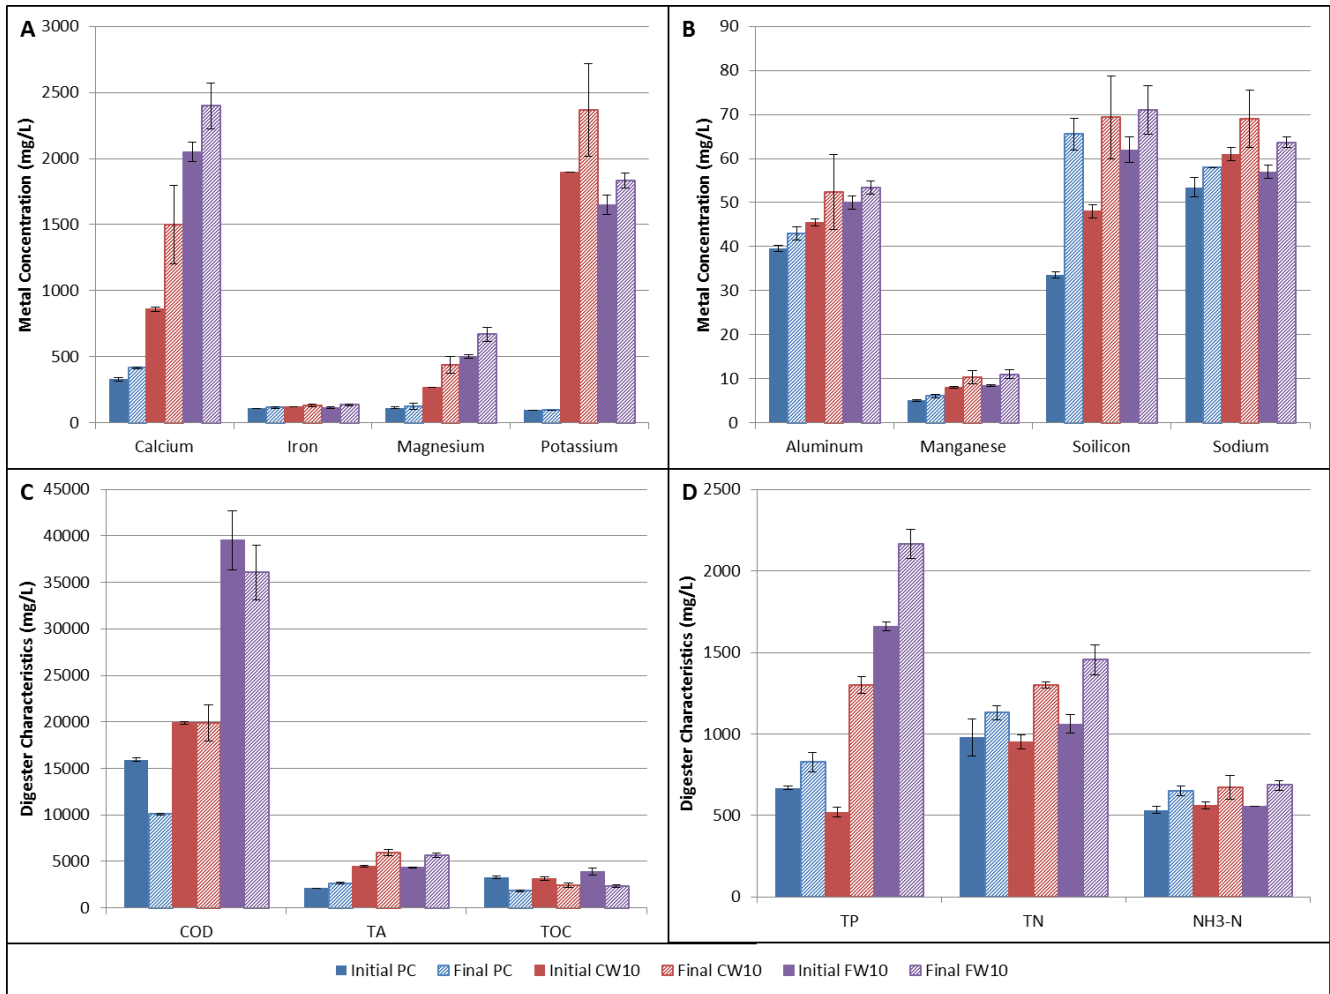 A
Metal Concentration (mg/L)
3000
2500
2000
1500
1000
500
0
Calcium Iron Magnesium Potassium
B
Metal Concentration (mg/L)
90
80
70
60
50
40
30
20
10
0
Aluminum Manganese Soilicon Sodium
C
Digester Characteristics (mg/L)
45000
40000
35000
30000
25000
20000
15000
10000
5000
0
COD TA TOC
D
Digester Characteristics (mg/L)
2500
2000
1500
1000
500
0
TP TN NH3-N
Initial PC Final PC Initial CW10 Final CW10 Initial FW10 Final FW10